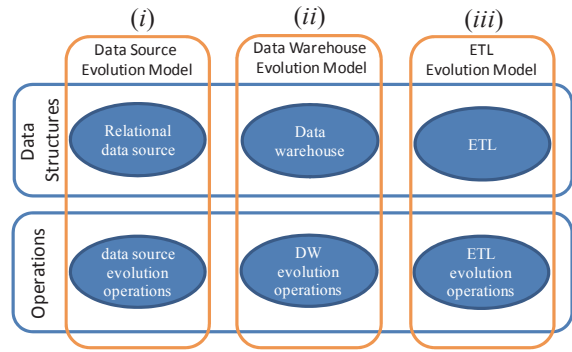 (i)
(ii)
(iii)
Data Source
Evolution Model
Data Warehouse
Evolution Model
ETL
Evolution Model
Data
Structures
Relational
data source
Data
warehouse
ETL
Operations
data source
evolution
operations
DW
evolution
operations
ETL
evolution
operations